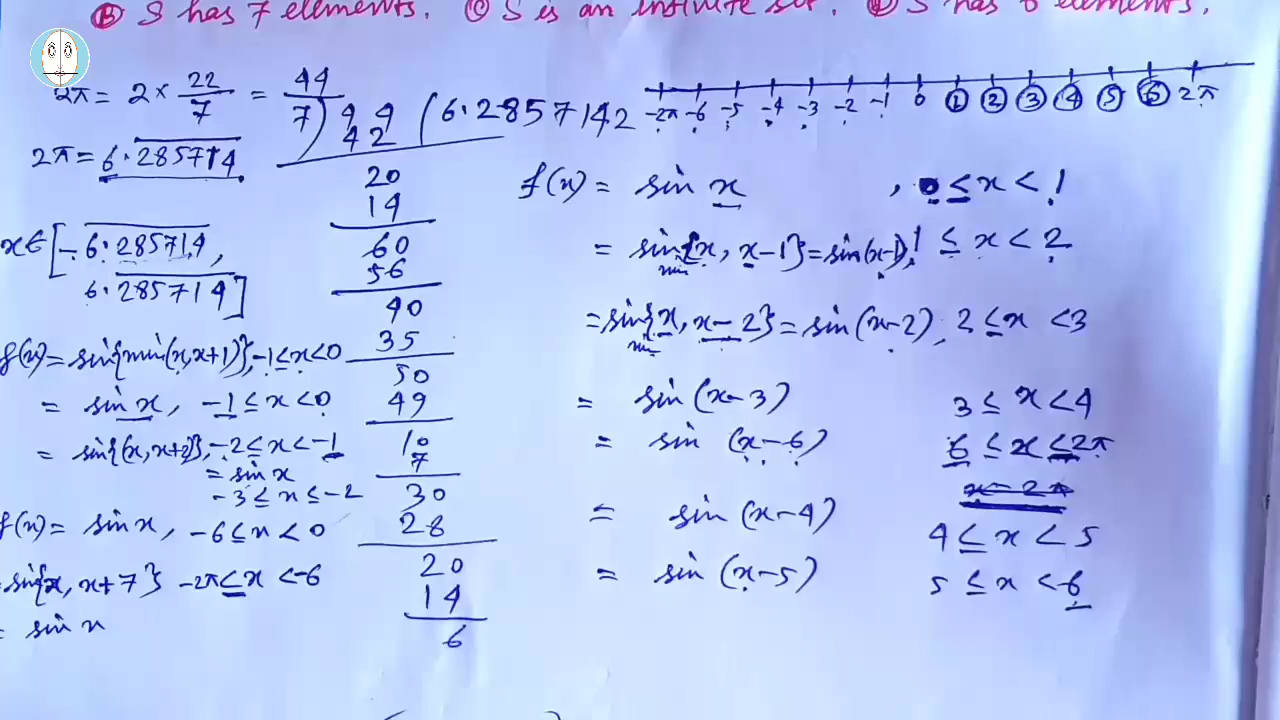 Ⓑ S has 7 elements. Ⓒ S is an infinite set. Ⓓ S has 6 elements.
2π = 2 × 22/7 = 44/7
7) 44 (6.2857142
42
20
14
60
56
40
35
50
49
10
7
30
28
20
14
6
2π = 6.285714
x ∈ [-6.285714,
6.285714]
f(x) = sin{min(x, x+1)}, -1 ≤ x < 0
= sin x, -1 ≤ x < 0
= sin{(x, x+2)}, -2 ≤ x < -1
= sin x
-3 ≤ x ≤ -2
f(x) = sin x, -6 ≤ x < 0
= sin{x, x+7} -2π ≤ x < -6
= sin x
-2π -6 -5 -4 -3 -2 -1 0 ① ② ③ ④ ⑤ ⑥ 2π
f(x) = sin x , 0 ≤ x < 1
= sin{x, x-1} = sin(x-1), 1 ≤ x < 2
min
= sin{x, x-2} = sin(x-2), 2 ≤ x < 3
min
= sin(x-3) 3 ≤ x < 4
= sin (x-6) 6 ≤ x ≤ 2π
x - 2π
= sin (x-4) 4 ≤ x < 5
= sin (x-5) 5 ≤ x < 6